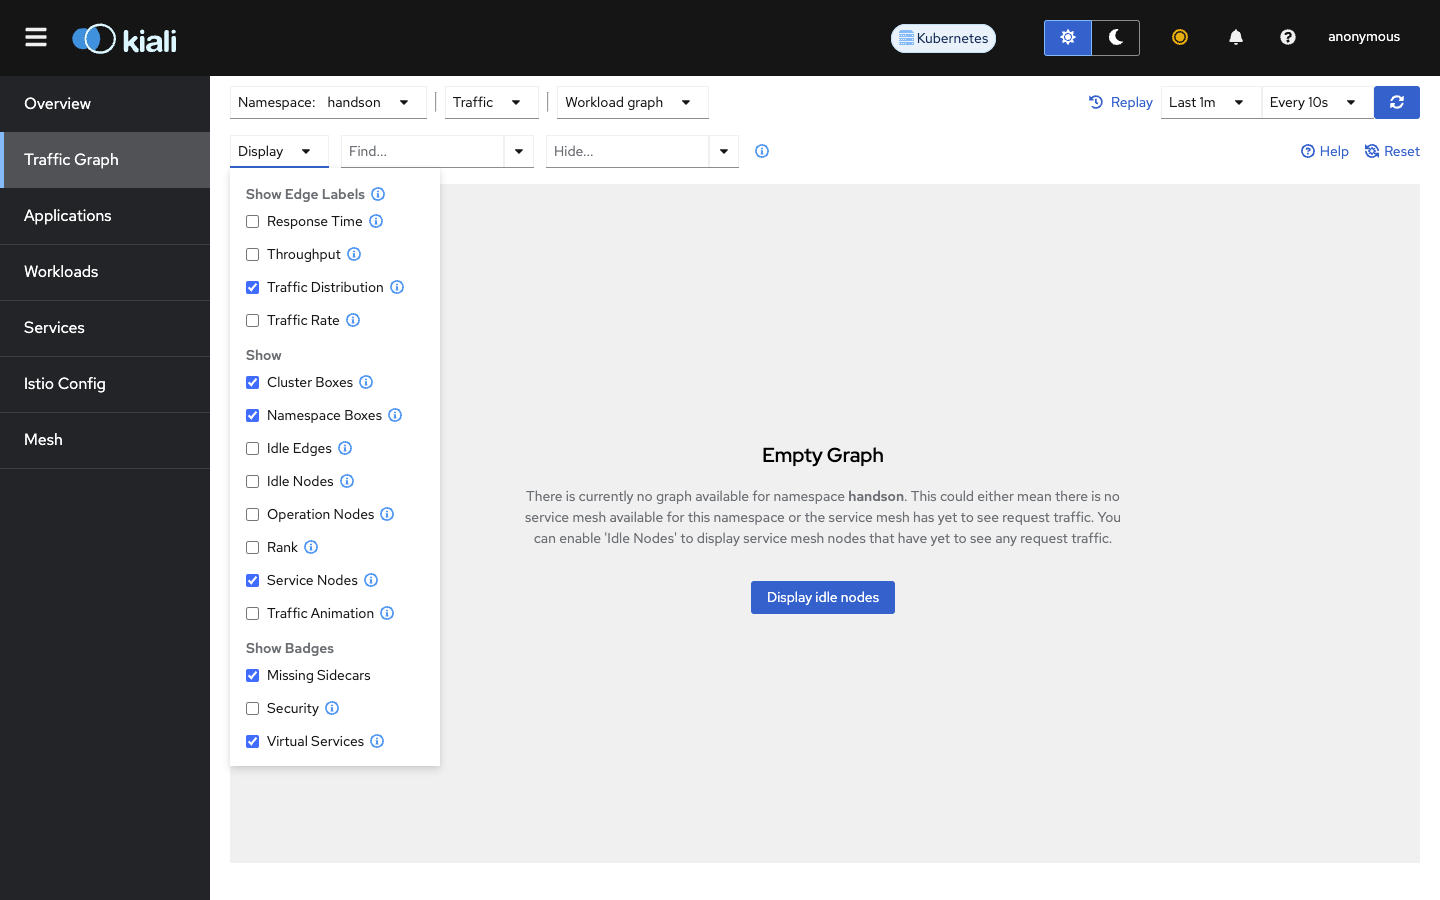 kiali
Kubernetes
anonymous
Overview
Traffic Graph
Applications
Workloads
Services
Istio Config
Mesh
Namespace: handson
Traffic
Workload graph
Replay
Last 1m
Every 10s
Display
Find...
Hide...
Help
Reset
Show Edge Labels
Response Time
Throughput
Traffic Distribution
Traffic Rate
Show
Cluster Boxes
Namespace Boxes
Idle Edges
Idle Nodes
Operation Nodes
Rank
Service Nodes
Traffic Animation
Show Badges
Missing Sidecars
Security
Virtual Services
Empty Graph
There is currently no graph available for namespace handson. This could either mean there is no
service mesh available for this namespace or the service mesh has yet to see request traffic. You
can enable 'Idle Nodes' to display service mesh nodes that have yet to see any request traffic.
Display idle nodes